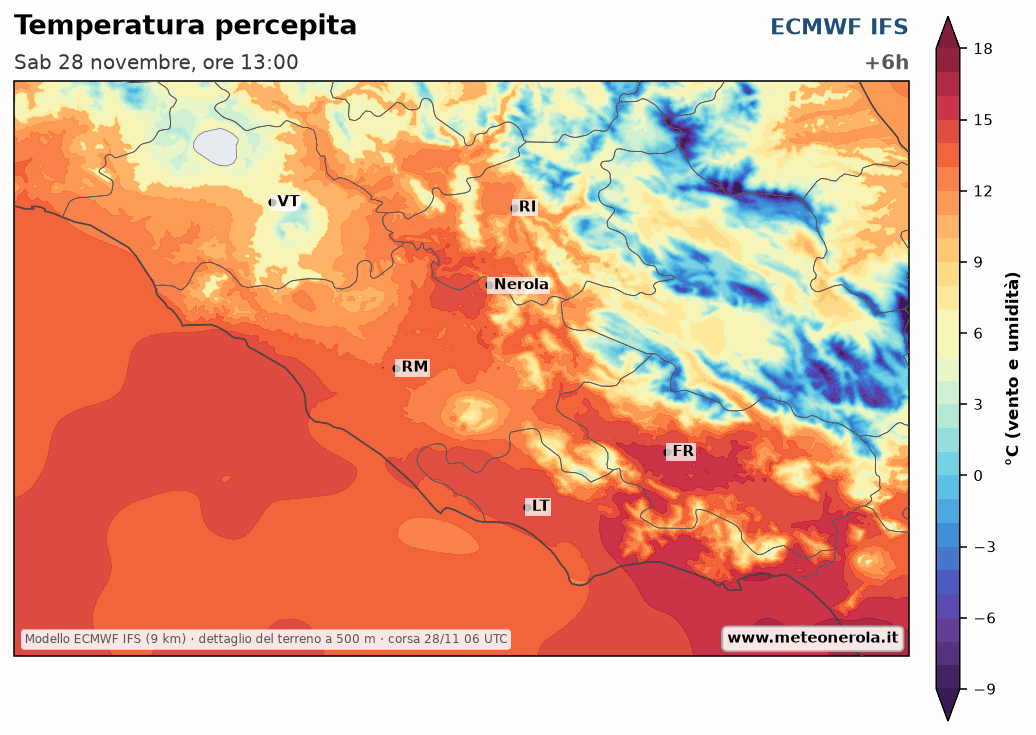 Temperatura percepita
ECMWF IFS
Sab 28 novembre, ore 13:00
+6h
VT
RI
Nerola
RM
FR
LT
Modello ECMWF IFS (9 km) · dettaglio del terreno a 500 m · corsa 28/11 06 UTC
www.meteonerola.it
18
15
12
9
6
3
0
−3
−6
−9
°C (vento e umidità)